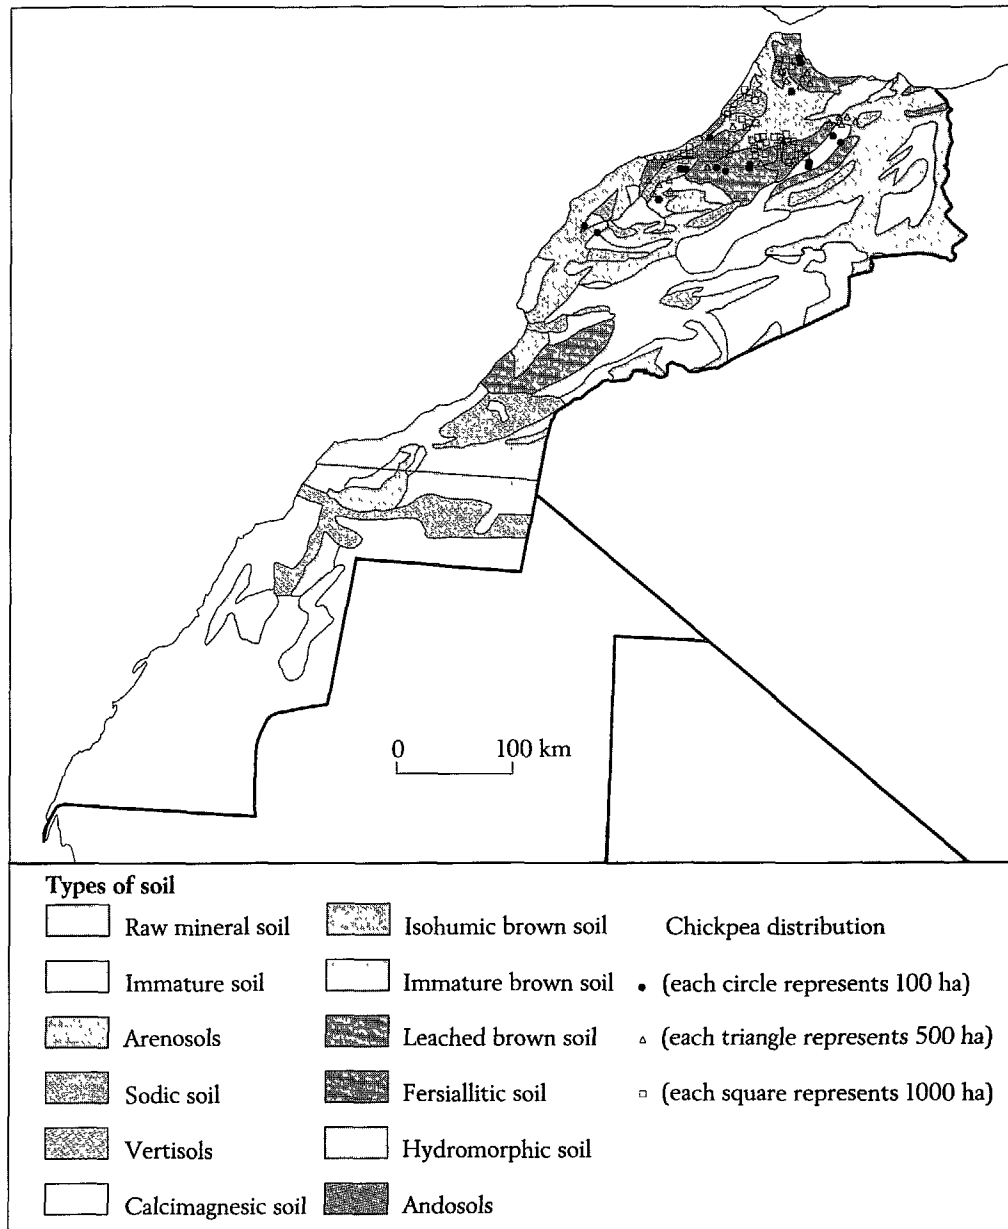 0 100 km
Types of soil
Raw mineral soil
Immature soil
Arenosols
Sodic soil
Vertisols
Calcimagnesic soil
Isohumic brown soil
Immature brown soil
Leached brown soil
Fersiallitic soil
Hydromorphic soil
Andosols
Chickpea distribution
(each circle represents 100 ha)
(each triangle represents 500 ha)
(each square represents 1000 ha)